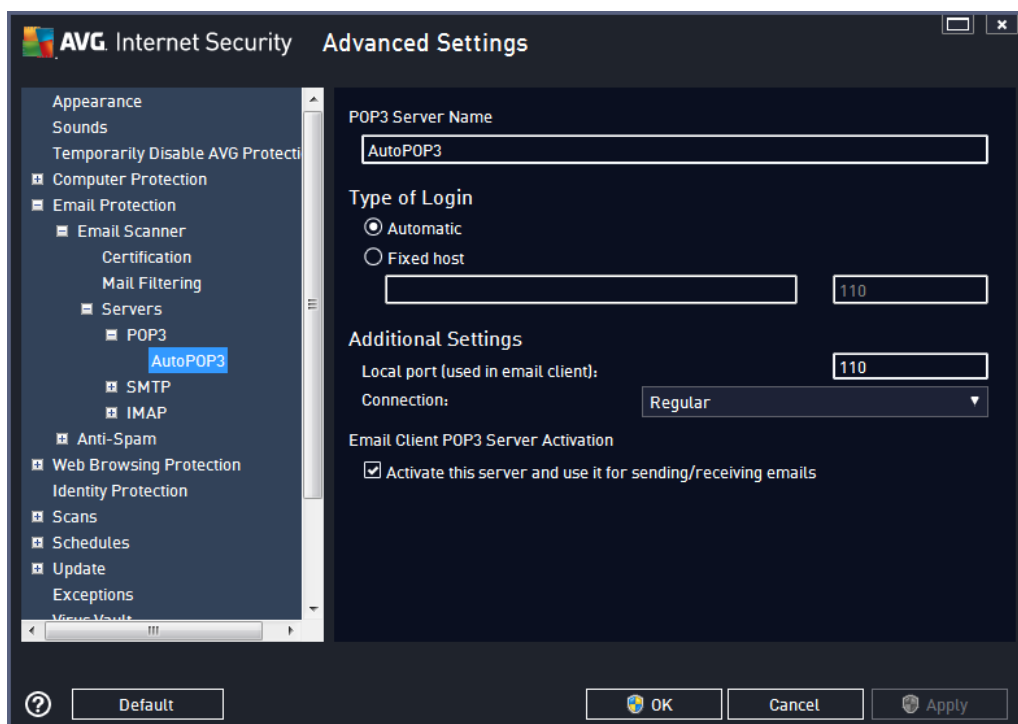 AVG. Internet Security Advanced Settings
Appearance
Sounds
Temporarily Disable AVG Protecti
Computer Protection
Email Protection
Email Scanner
Certification
Mail Filtering
Servers
POP3
AutoPOP3
SMTP
IMAP
Anti-Spam
Web Browsing Protection
Identity Protection
Scans
Schedules
Update
Exceptions
Virus Vault
POP3 Server Name
AutoPOP3
Type of Login
Automatic
Fixed host
110
Additional Settings
Local port (used in email client): 110
Connection: Regular
Email Client POP3 Server Activation
Activate this server and use it for sending/receiving emails
? Default OK Cancel Apply